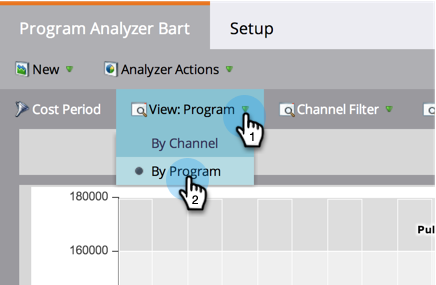 Program Analyzer Bart Setup
New Analyzer Actions
Cost Period View: Program Channel Filter
1
By Channel
By Program
2
180000
Pul
160000